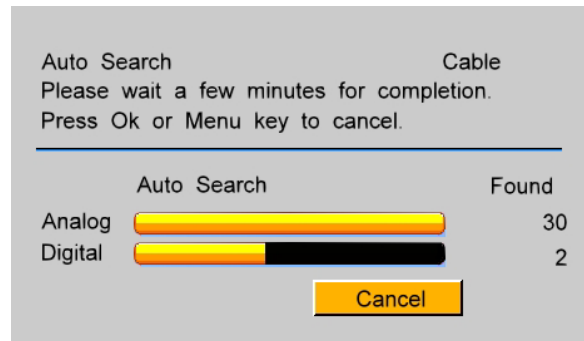 Auto Search Cable
Please wait a few minutes for completion.
Press Ok or Menu key to cancel.
Auto Search Found
Analog 30
Digital 2
Cancel